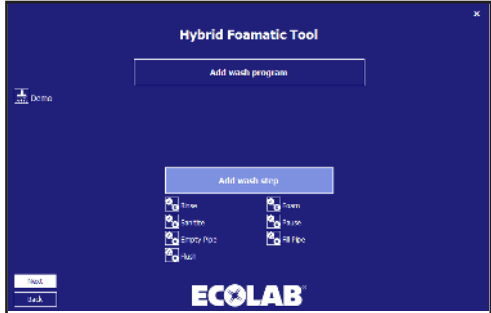 ×
Hybrid Foamatic Tool
Add wash program
Demo
Add wash step
Rinse
Foam
Sanitize
Pause
Empty Pipe
Fill Pipe
Flush
Next
Back
ECOLAB®